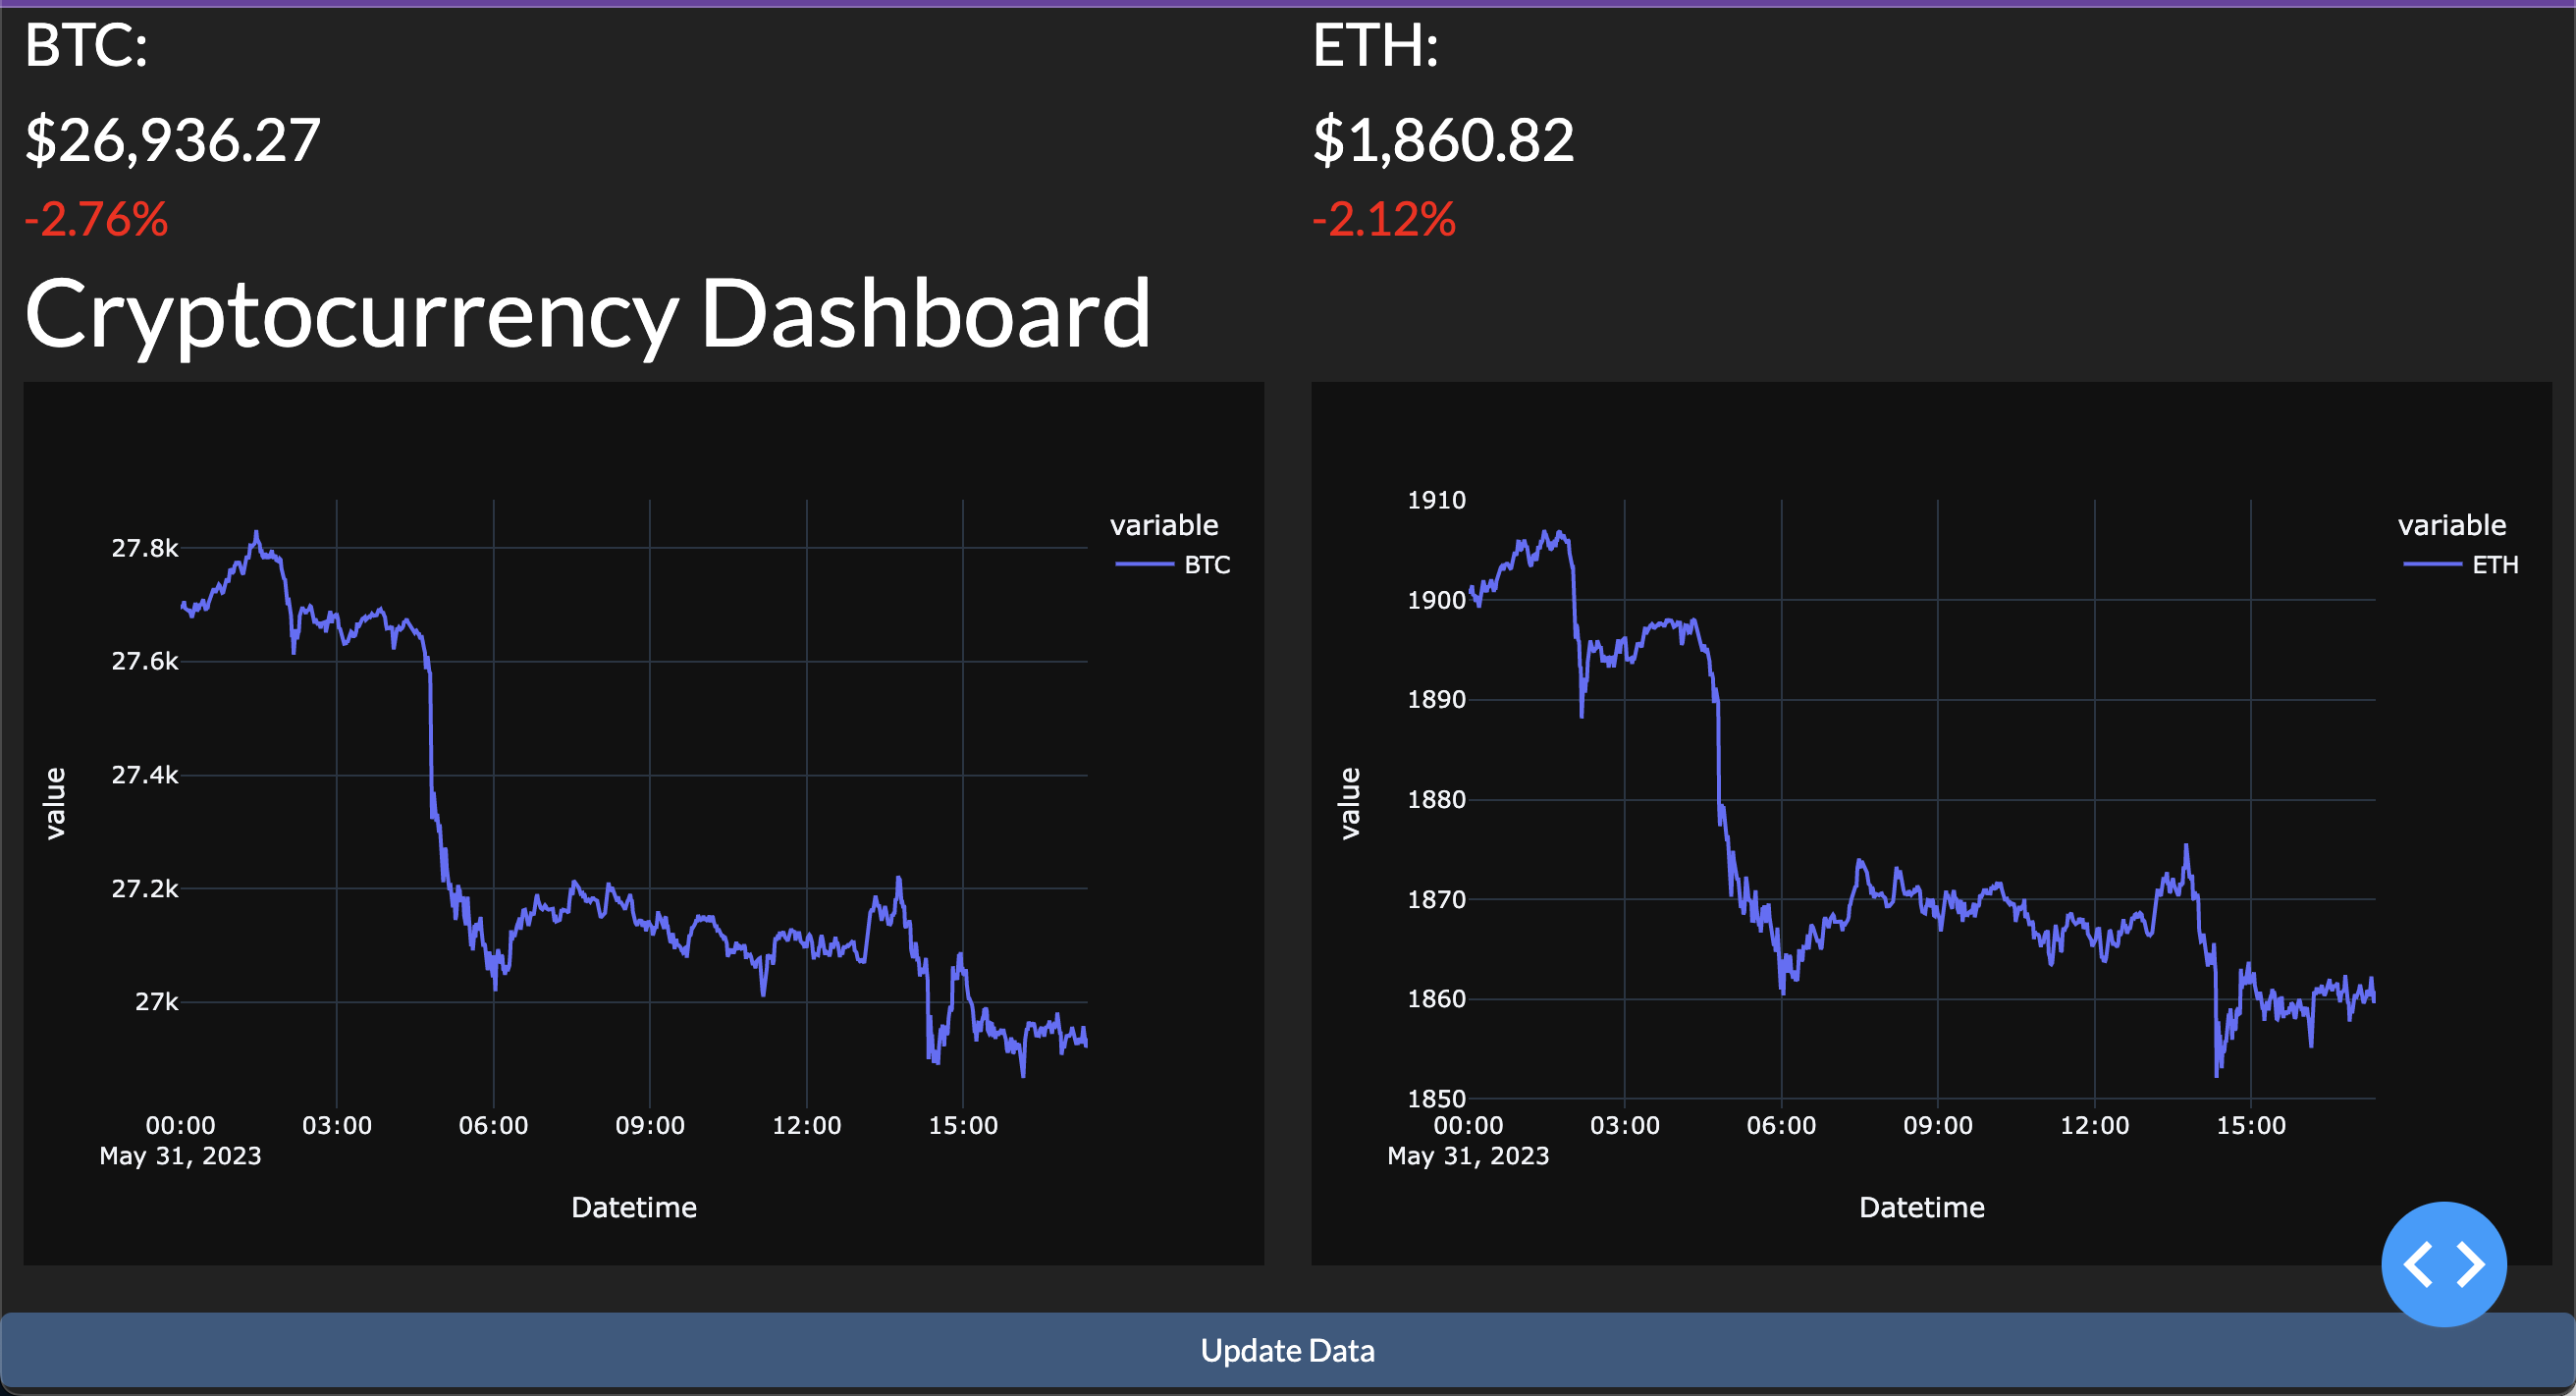 BTC:
$26,936.27
-2.76%
ETH:
$1,860.82
-2.12%
Cryptocurrency Dashboard
27.8k
27.6k
27.4k
27.2k
27k
value
00:00
May 31, 2023
03:00
06:00
09:00
12:00
15:00
Datetime
variable
BTC
1910
1900
1890
1880
1870
1860
1850
value
00:00
May 31, 2023
03:00
06:00
09:00
12:00
15:00
Datetime
variable
ETH
Update Data